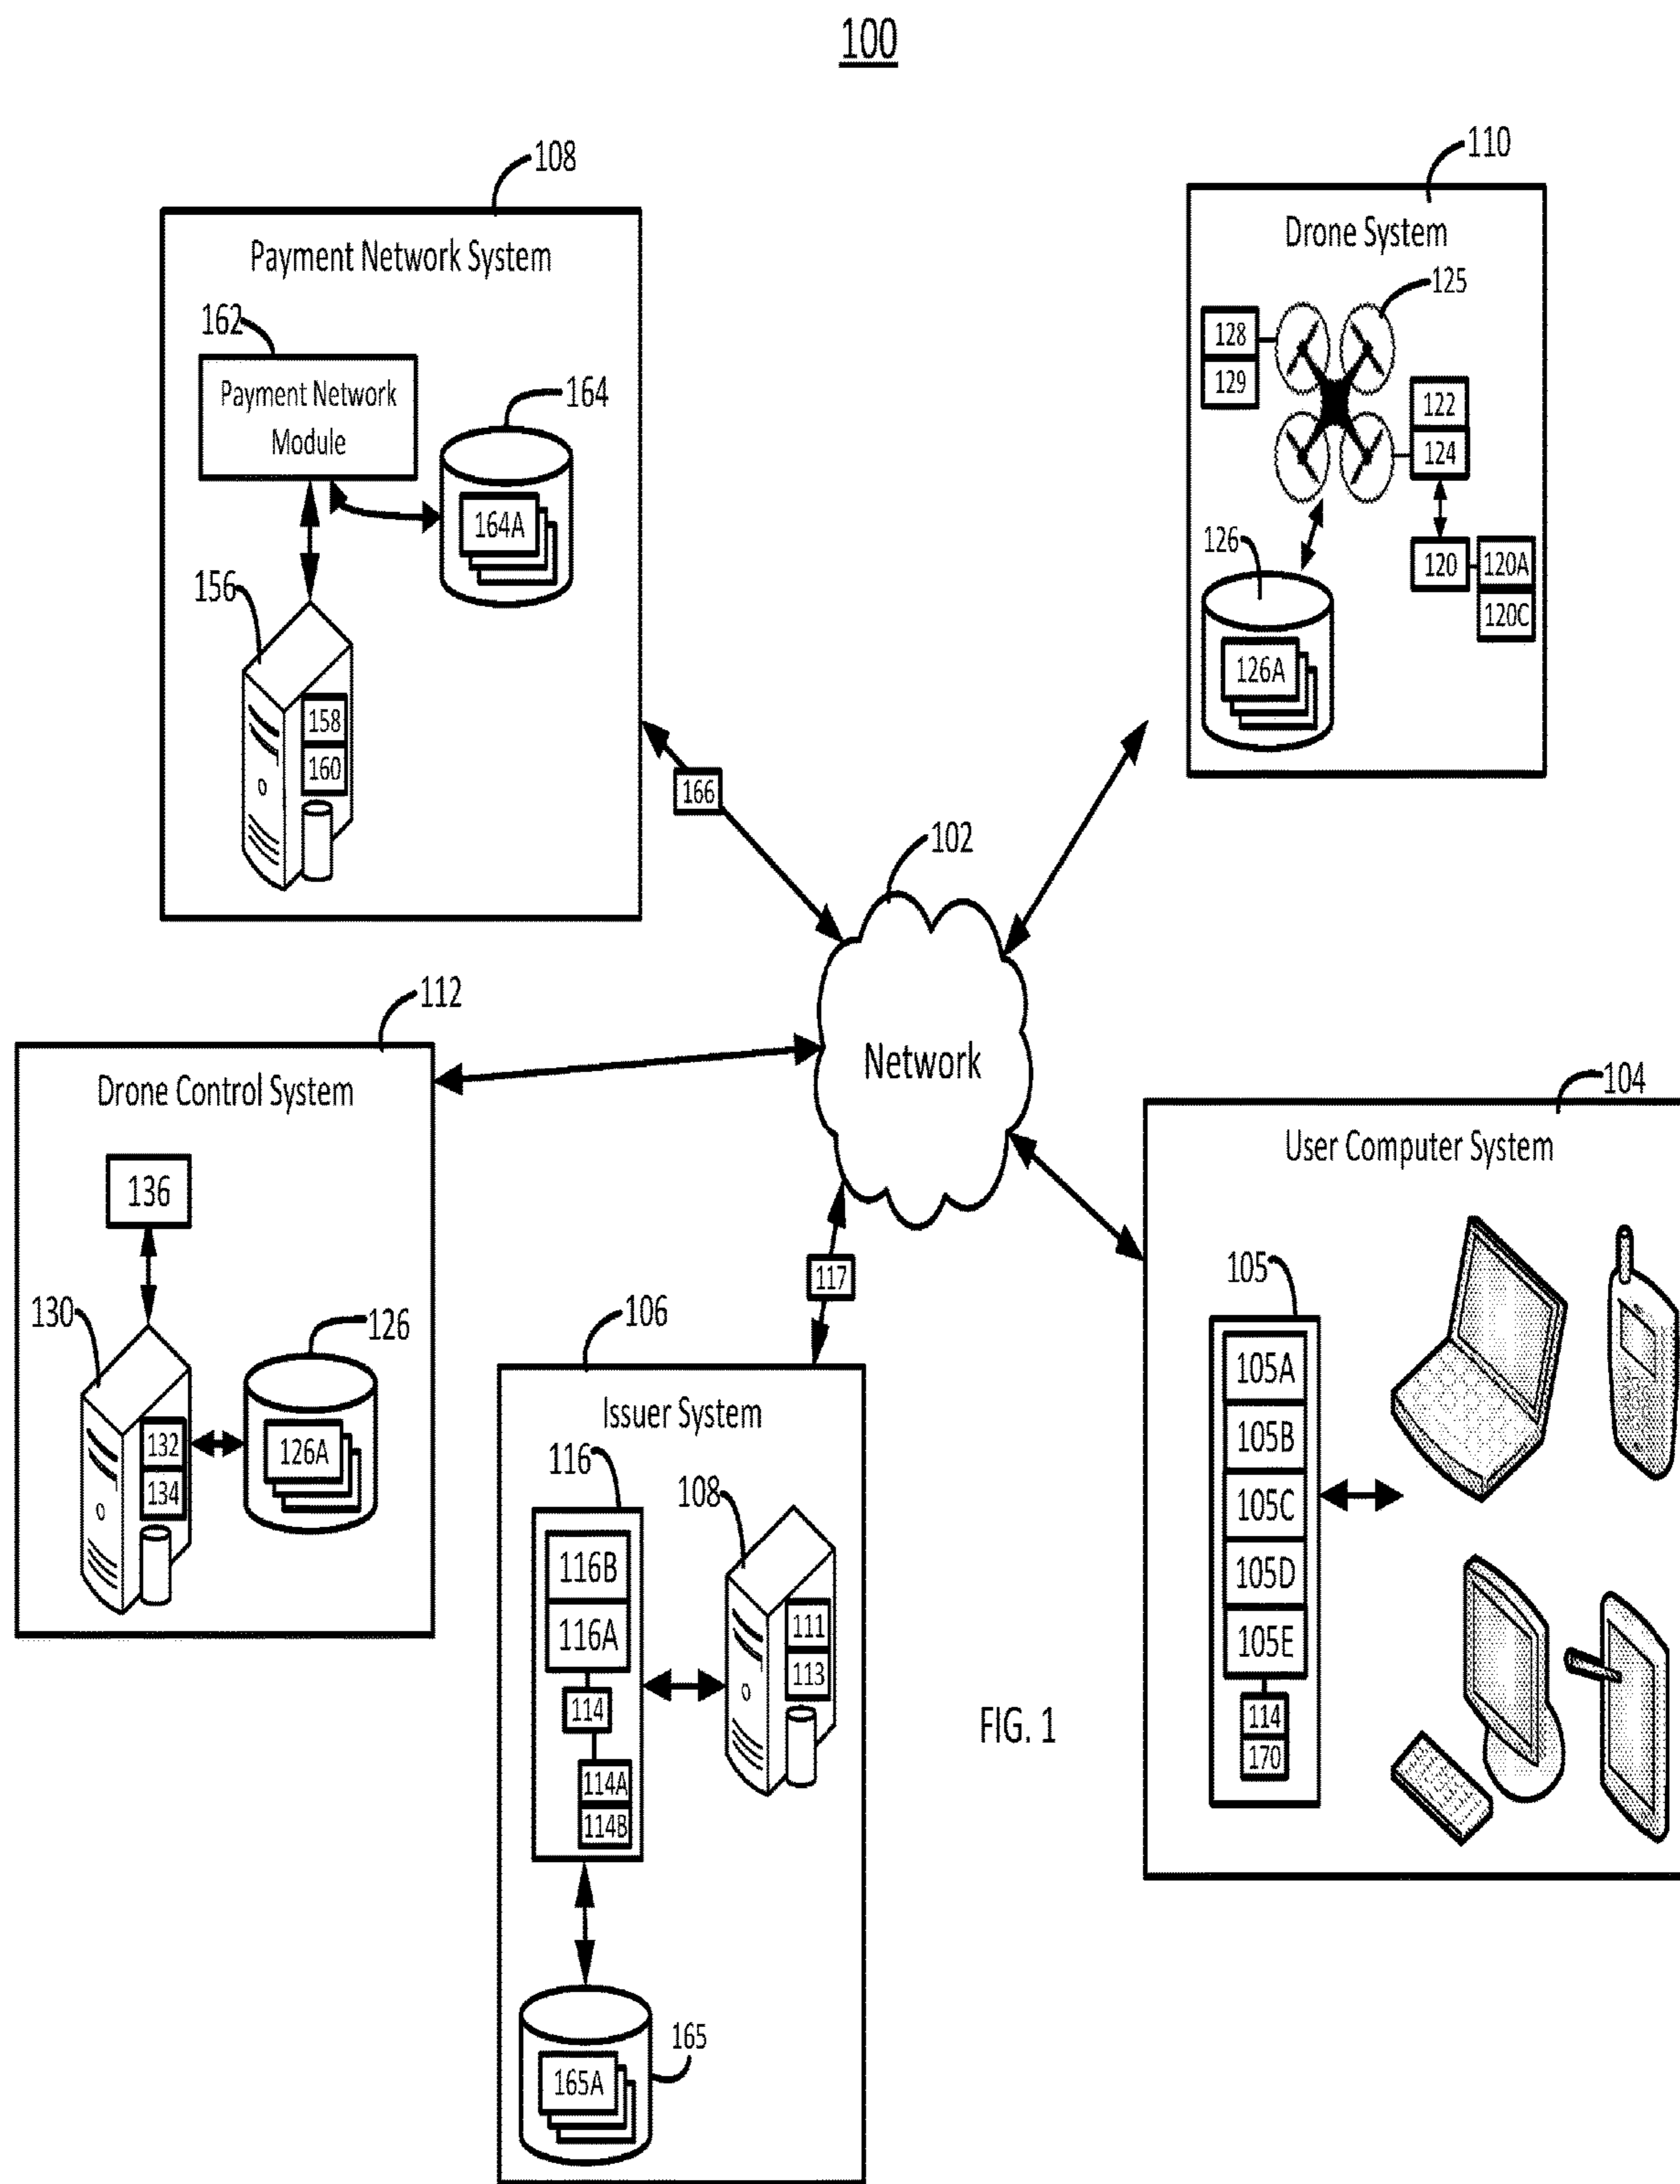 100
108
Payment Network System
162
Payment Network
Module
164
164A
156
158
160
166
110
Drone System
125
128
129
122
124
120
120A
120C
126
126A
102
Network
112
Drone Control System
136
130
132
134
126
126A
117
106
Issuer System
116
116B
116A
114
114A
114B
108
111
113
165
165A
104
User Computer System
105
105A
105B
105C
105D
105E
114
170
FIG. 1